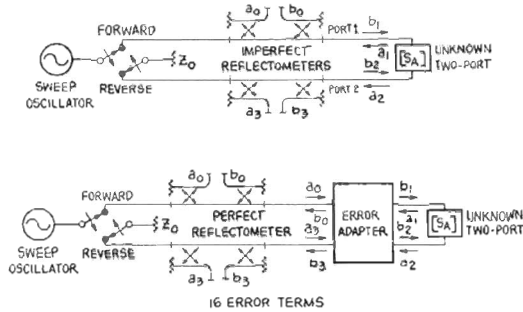 a0 b0
FORWARD
PORT 1 b1
Z0
IMPERFECT
REFLECTOMETERS
a1
b2
[SA]
UNKNOWN
TWO-PORT
SWEEP
OSCILLATOR
REVERSE
PORT 2
a2
a3 b3
a0 b0
FORWARD
a0
b1
Z0
PERFECT
REFLECTOMETER
b0
a3
ERROR
ADAPTER
a1
b2
[SA]
UNKNOWN
TWO-PORT
SWEEP
OSCILLATOR
REVERSE
b3
a2
a3 b3
16 ERROR TERMS